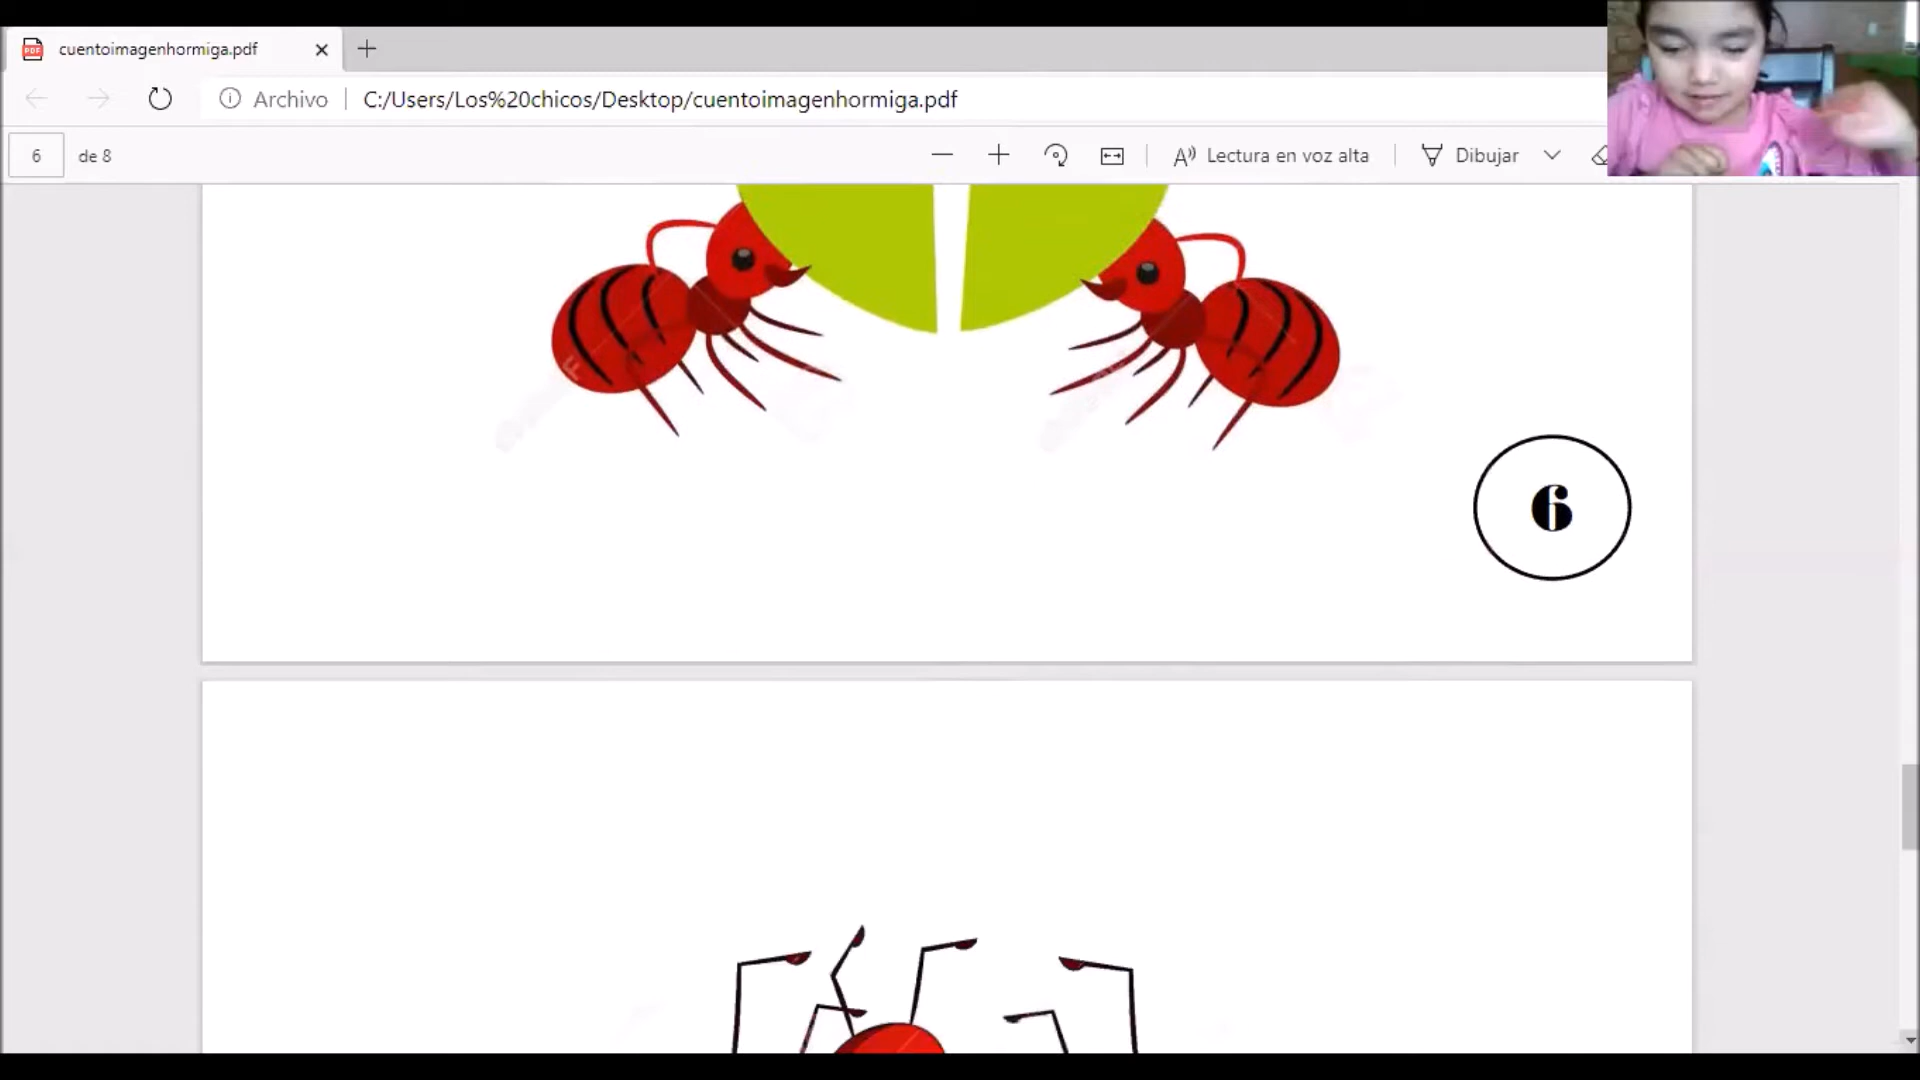 cuentoimagenhormiga.pdf
Archivo C:/Users/Los%20chicos/Desktop/cuentoimagenhormiga.pdf
6 de 8 Lectura en voz alta Dibujar
6